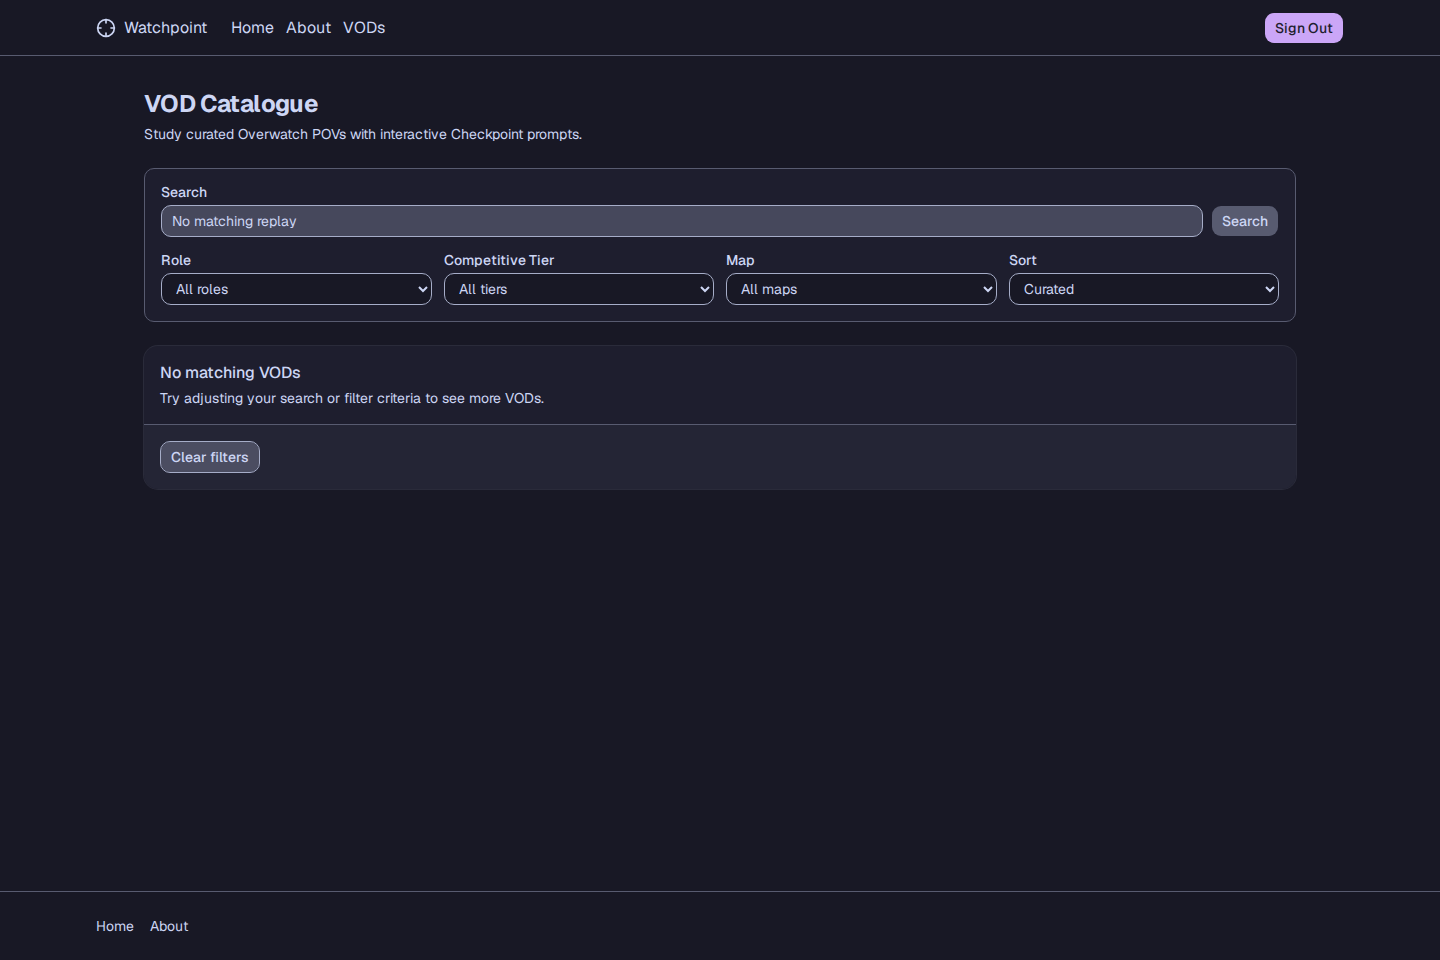 Watchpoint Home About VODs Sign Out
VOD Catalogue
Study curated Overwatch POVs with interactive Checkpoint prompts.
Search
No matching replay Search
Role Competitive Tier Map Sort
All roles All tiers All maps Curated
No matching VODs
Try adjusting your search or filter criteria to see more VODs.
Clear filters
Home About